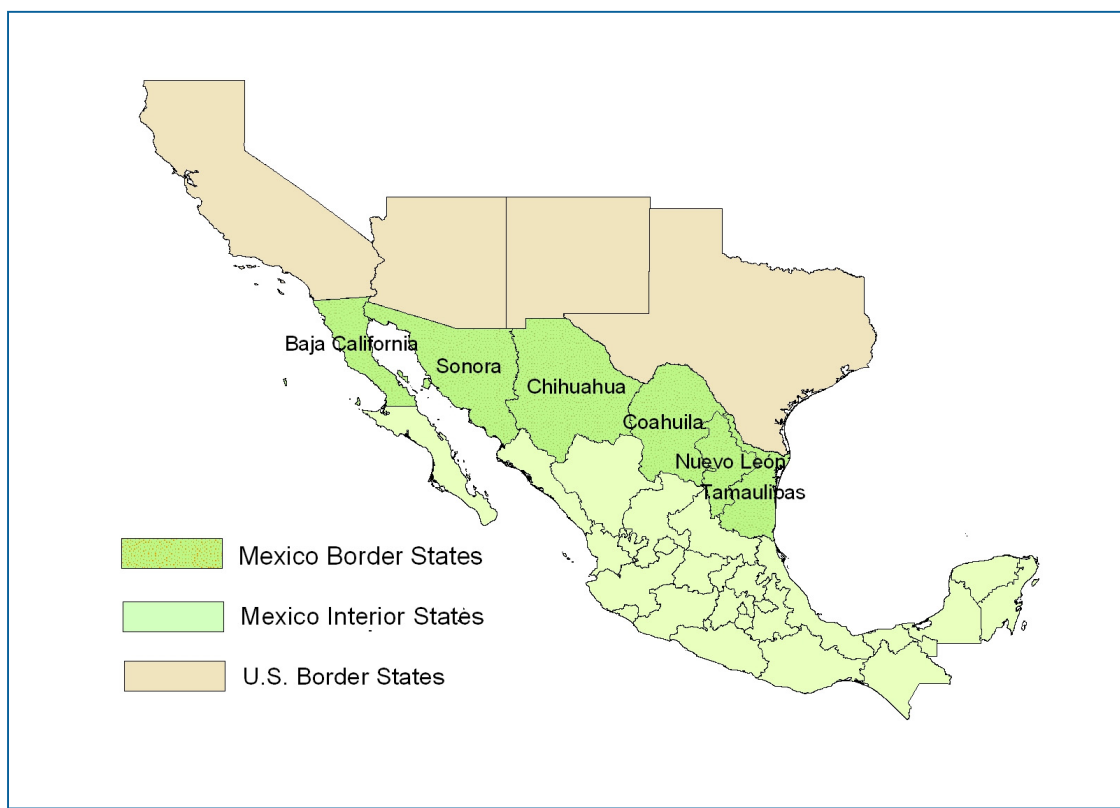 Baja California
Sonora
Chihuahua
Coahuila
Nuevo León
Tamaulipas
Mexico Border States
Mexico Interior States
U.S. Border States